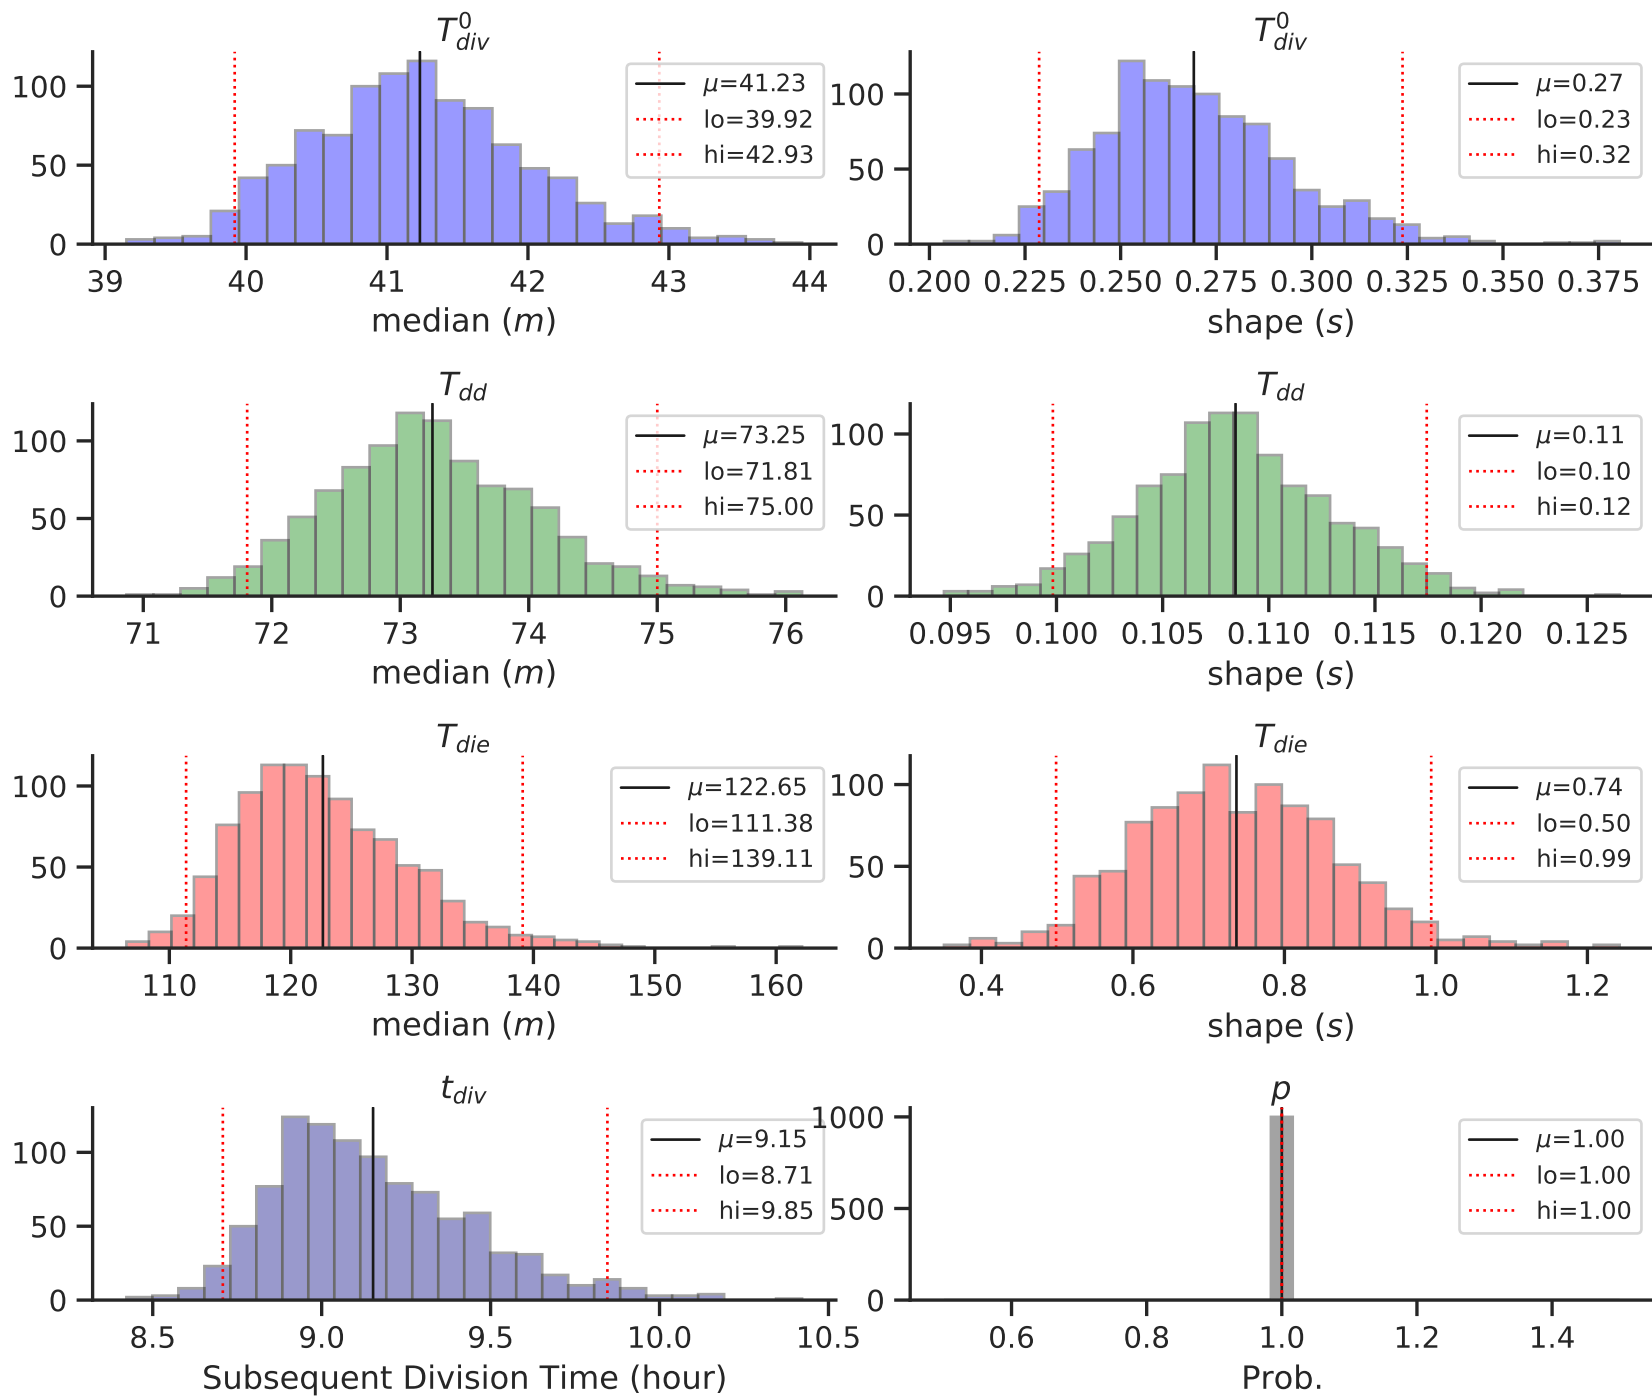 T⁰div
100
50
0
μ=41.23
lo=39.92
hi=42.93
39 40 41 42 43 44
median (m)
T⁰div
100
50
0
μ=0.27
lo=0.23
hi=0.32
0.200 0.225 0.250 0.275 0.300 0.325 0.350 0.375
shape (s)
Tdd
100
50
0
μ=73.25
lo=71.81
hi=75.00
71 72 73 74 75 76
median (m)
Tdd
100
50
0
μ=0.11
lo=0.10
hi=0.12
0.095 0.100 0.105 0.110 0.115 0.120 0.125
shape (s)
Tdie
100
50
0
μ=122.65
lo=111.38
hi=139.11
110 120 130 140 150 160
median (m)
Tdie
100
50
0
μ=0.74
lo=0.50
hi=0.99
0.4 0.6 0.8 1.0 1.2
shape (s)
tdiv
100
50
0
μ=9.15
lo=8.71
hi=9.85
8.5 9.0 9.5 10.0 10.5
Subsequent Division Time (hour)
p
1000
500
0
μ=1.00
lo=1.00
hi=1.00
0.6 0.8 1.0 1.2 1.4
Prob.